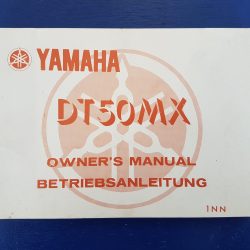 YAMAHA
DT50MX
OWNER'S MANUAL
BETRIEBSANLEITUNG
1NN